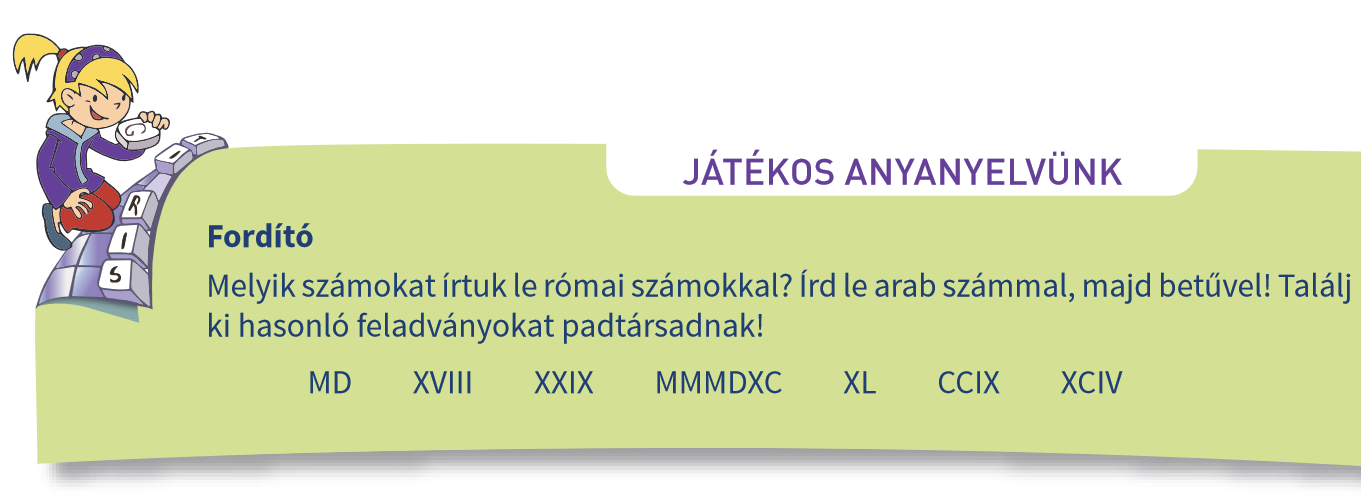 JÁTÉKOS ANYANYELVÜNK
T
I
G
R
I
S
Fordító
Melyik számokat írtuk le római számokkal? Írd le arab számmal, majd betűvel! Találj
ki hasonló feladványokat padtársadnak!
MD XVIII XXIX MMMDXC XL CCIX XCIV